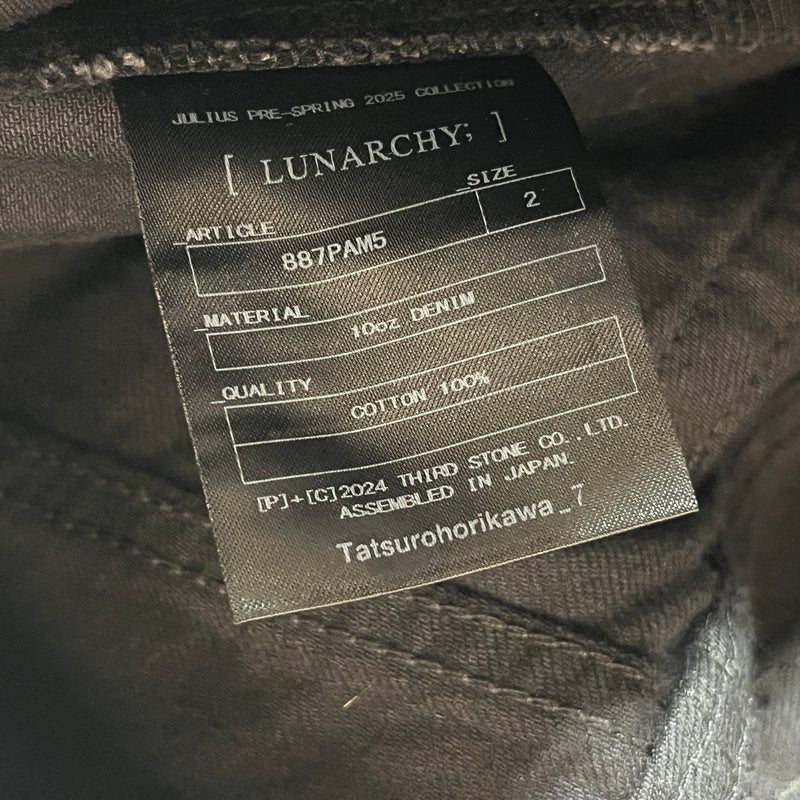 JULIUS PRE-SPRING 2025 COLLECTION
[ LUNARCHY; ]
_SIZE
2
_ARTICLE
887PAM5
_MATERIAL
10oz DENIM
_QUALITY
COTTON 100%
[P]+[C]2024 THIRD STONE CO.,LTD.
ASSEMBLED IN JAPAN.
Tatsurohorikawa_7